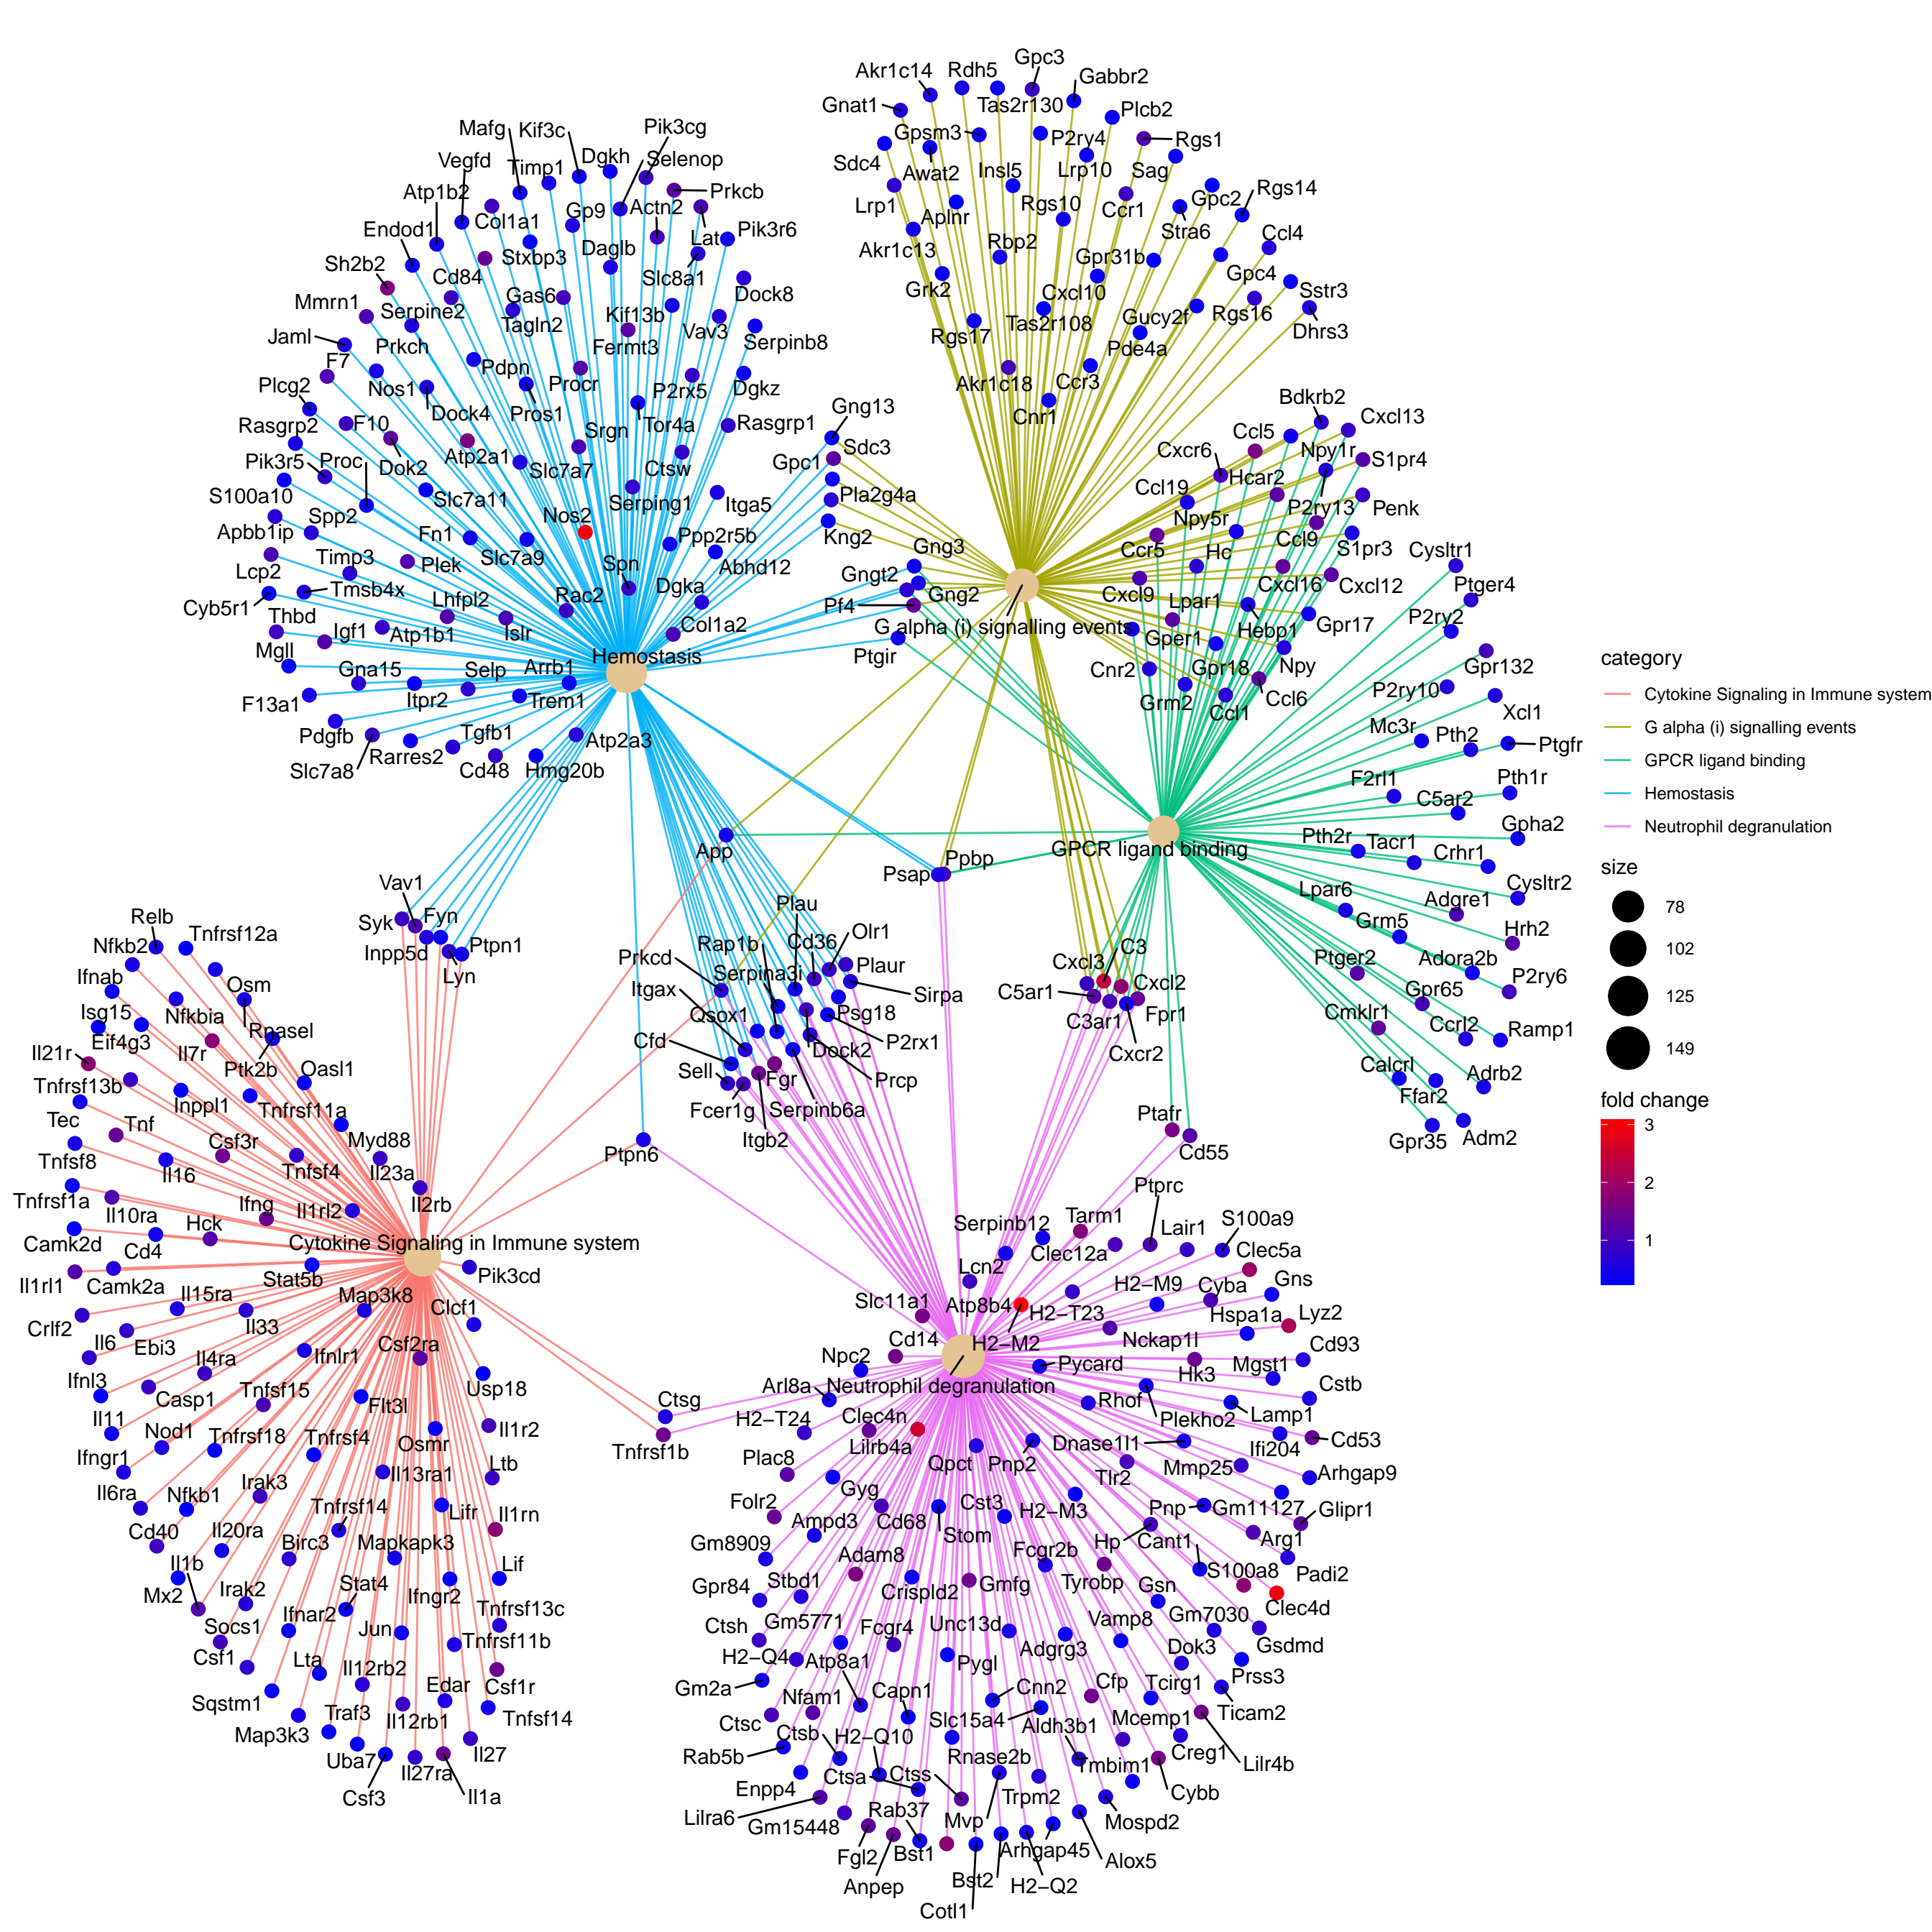 Gpc3
Akr1c14
Rdh5
Gabbr2
Gnat1
Tas2r130
Plcb2
Gpsm3
P2ry4
Rgs1
Sdc4
Awat2
Insl5
Lrp10
Sag
Lrp1
Aplnr
Rgs10
Ccr1
Gpc2
Rgs14
Akr1c13
Rbp2
Stra6
Ccl4
Grk2
Gpr31b
Gpc4
Cxcl10
Sstr3
Rgs17
Tas2r108
Gucy2f
Rgs16
Dhrs3
Pde4a
Akr1c18
Ccr3
Cnr1
Mafg
Kif3c
Pik3cg
Vegfd
Timp1
Dgkh
Selenop
Atp1b2
Prkcb
Endod1
Col1a1
Gp9
Actn2
Sh2b2
Stxbp3
Daglb
Lat
Pik3r6
Cd84
Slc8a1
Mmrn1
Serpine2
Gas6
Dock8
Jaml
Tagln2
Kif13b
Vav3
F7
Prkch
Fermt3
Serpinb8
Plcg2
Nos1
Pdpn
Procr
P2rx5
Dgkz
Rasgrp2
F10
Dock4
Pros1
Srgn
Tor4a
Rasgrp1
Pik3r5
Proc
Dok2
Atp2a1
Slc7a7
Ctsw
S100a10
Spp2
Slc7a11
Nos2
Serping1
Itga5
Apbb1ip
Fn1
Ppp2r5b
Lcp2
Timp3
Plek
Slc7a9
Spn
Abhd12
Cyb5r1
Tmsb4x
Lhfpl2
Rac2
Dgka
Thbd
Igf1
Atp1b1
Islr
Col1a2
Mgll
Gna15
Selp
Arrb1
Hemostasis
F13a1
Itpr2
Trem1
Pdgfb
Tgfb1
Atp2a3
Slc7a8
Rarres2
Cd48
Hmg20b
Gng13
Sdc3
Gpc1
Pla2g4a
Kng2
Gng3
Gngt2
Gng2
Pf4
G alpha (i) signalling events
Ptgir
Bdkrb2
Ccl5
Cxcl13
Cxcr6
Npy1r
S1pr4
Ccl19
Hcar2
Npy5r
P2ry13
Penk
Ccr5
Hc
Ccl9
S1pr3
Cxcl9
Cxcl16
Cxcl12
Lpar1
Gper1
Hebp1
Gpr17
Cnr2
Gpr18
Npy
Grm2
Ccl1
Ccl6
Cysltr1
Ptger4
P2ry2
Gpr132
P2ry10
Xcl1
Mc3r
Pth2
Ptgfr
F2rl1
Pth1r
C5ar2
Gpha2
Pth2r
Tacr1
Crhr1
GPCR ligand binding
Lpar6
Adgre1
Cysltr2
Grm5
Hrh2
Ptger2
Adora2b
Gpr65
P2ry6
Cmklr1
Ccrl2
Ramp1
Calcrl
Ffar2
Adrb2
Gpr35
Adm2
App
Psap
Ppbp
Vav1
Syk
Fyn
Inpp5d
Lyn
Ptpn1
Plau
Prkcd
Rap1b
Cd36
Olr1
Itgax
Serpina3i
Plaur
Qsox1
Sirpa
Psg18
Cfd
Dock2
P2rx1
Sell
Fgr
Prcp
Fcer1g
Serpinb6a
Itgb2
C3
Cxcl3
Cxcl2
C5ar1
C3ar1
Fpr1
Cxcr2
Ptafr
Cd55
Ptpn6
Relb
Nfkb2
Tnfrsf12a
Ifnab
Osm
Isg15
Nfkbia
Rnasel
Eif4g3
Il21r
Il7r
Ptk2b
Oasl1
Tnfrsf13b
Inppl1
Tnfrsf11a
Tec
Tnf
Csf3r
Myd88
Tnfsf8
Il16
Tnfsf4
Il23a
Tnfrsf1a
Il10ra
Ifng
Il1rl2
Il2rb
Camk2d
Cd4
Hck
Cytokine Signaling in Immune system
Il1rl1
Camk2a
Stat5b
Pik3cd
Crlf2
Il15ra
Map3k8
Clcf1
Il6
Ebi3
Il33
Csf2ra
Ifnl3
Casp1
Il4ra
Ifnlr1
Usp18
Il11
Tnfsf15
Flt3l
Il1r2
Ifngr1
Nod1
Tnfrsf18
Tnfrsf4
Osmr
Ltb
Il6ra
Nfkb1
Irak3
Il13ra1
Cd40
Il20ra
Tnfrsf14
Lifr
Il1rn
Il1b
Birc3
Mapkapk3
Lif
Mx2
Irak2
Stat4
Ifngr2
Socs1
Ifnar2
Jun
Tnfrsf13c
Csf1
Lta
Il12rb2
Tnfrsf11b
Sqstm1
Traf3
Edar
Csf1r
Map3k3
Il12rb1
Tnfsf14
Uba7
Il27ra
Il27
Csf3
Il1a
Ctsg
Tnfrsf1b
Ptprc
Serpinb12
Tarm1
Lair1
S100a9
Clec12a
Clec5a
Lcn2
H2−M9
Cyba
Gns
Slc11a1
Atp8b4
H2−T23
Hspa1a
Lyz2
Cd14
H2−M2
Nckap1l
Cd93
Npc2
Pycard
Hk3
Mgst1
Arl8a
Neutrophil degranulation
Rhof
Cstb
H2−T24
Clec4n
Plekho2
Lamp1
Lilrb4a
Dnase1l1
Ifi204
Cd53
Plac8
Qpct
Pnp2
Tlr2
Mmp25
Arhgap9
Folr2
Gyg
Cst3
H2−M3
Pnp
Gm11127
Glipr1
Ampd3
Cd68
Stom
Hp
Cant1
Arg1
Gm8909
Adam8
Fcgr2b
S100a8
Padi2
Gpr84
Stbd1
Crispld2
Gmfg
Tyrobp
Gsn
Clec4d
Ctsh
Gm5771
Fcgr4
Unc13d
Vamp8
Gm7030
Gsdmd
H2−Q4
Atp8a1
Pygl
Adgrg3
Dok3
Prss3
Gm2a
Nfam1
Capn1
Cnn2
Cfp
Tcirg1
Ticam2
Ctsc
Ctsb
H2−Q10
Slc15a4
Aldh3b1
Mcemp1
Rab5b
Rnase2b
Creg1
Lilr4b
Enpp4
Ctsa
Ctss
Tmbim1
Cybb
Lilra6
Rab37
Mvp
Trpm2
Mospd2
Gm15448
Fgl2
Bst1
Arhgap45
Alox5
Anpep
Bst2
H2−Q2
Cotl1
category
Cytokine Signaling in Immune system
G alpha (i) signalling events
GPCR ligand binding
Hemostasis
Neutrophil degranulation
size
78
102
125
149
fold change
3
2
1